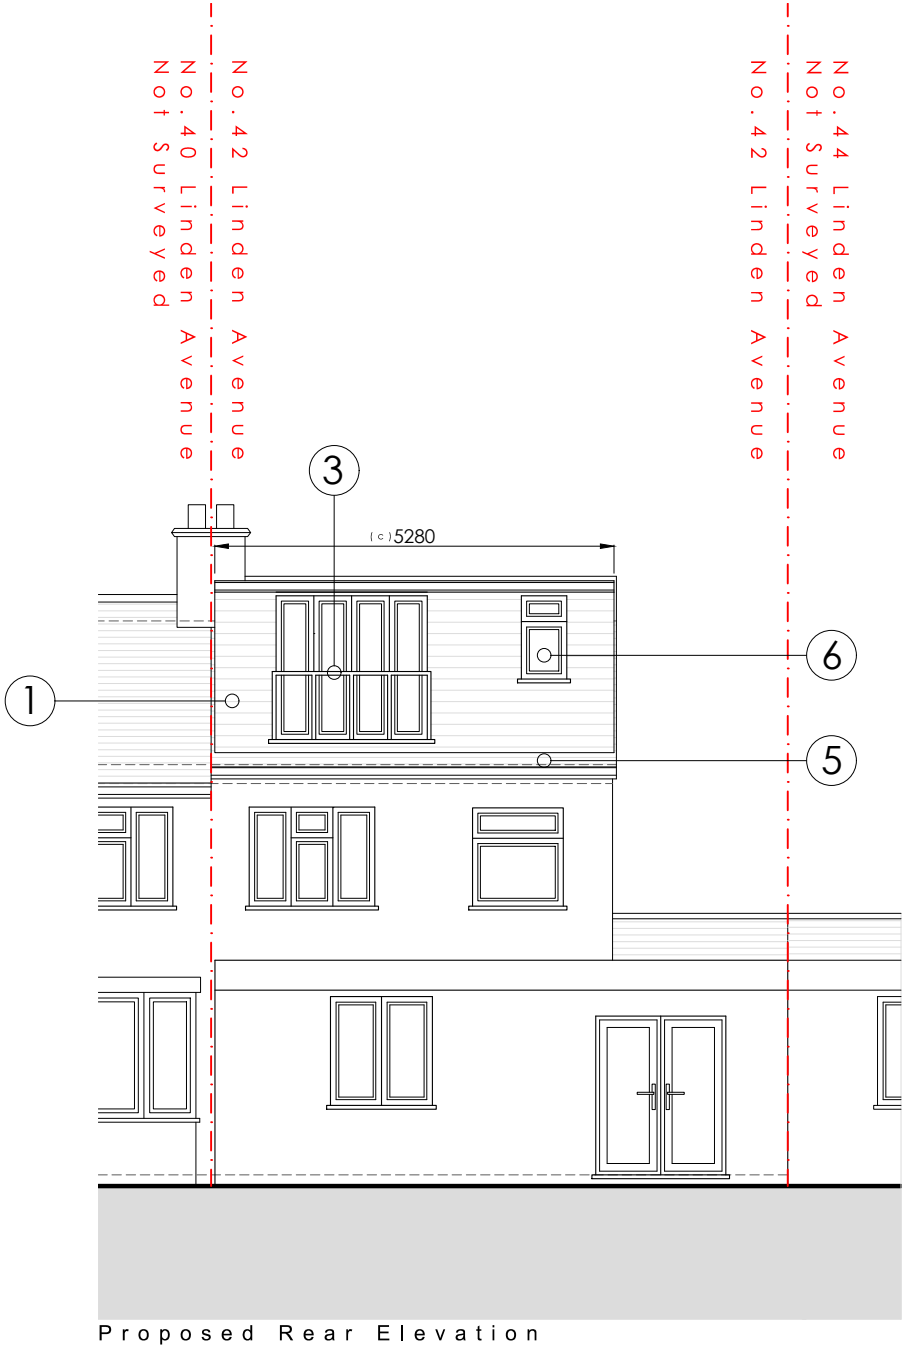 No.40 Linden Avenue
Not Surveyed
No.42 Linden Avenue
No.42 Linden Avenue
No.44 Linden Avenue
Not Surveyed
3
(c)5280
6
1
5
Proposed Rear Elevation